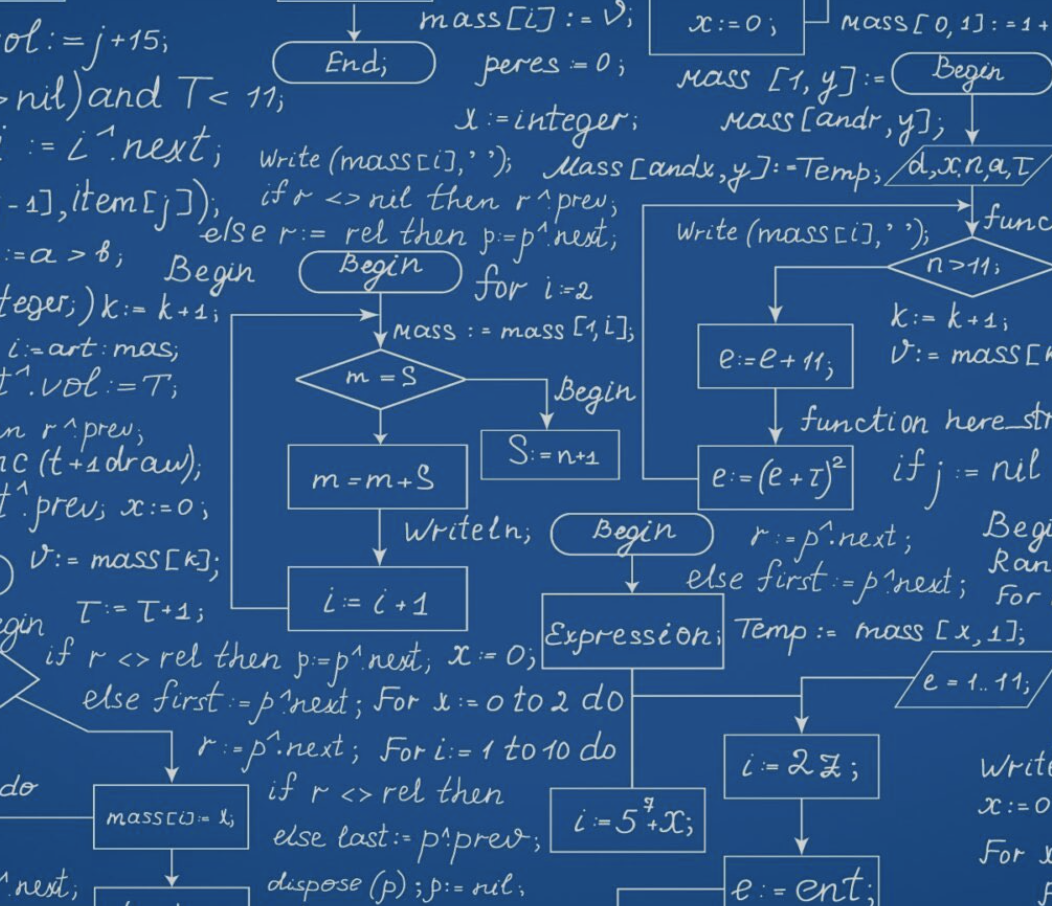 ol:=j+15;
mass[i]:=v;
x:=0;
mass[0,1]:=1+
End;
peres:=0;
>nil)and T< 11;
mass [1,y]:=
Begin
x:=integer;
mass[andr,y];
:= i^.next;
write (mass[i],' ');
mass[andx,y]:=Temp;
d,x,n,a,T
-1],item[j]);
if r <> nil then r^.prev;
else r:= rel then p:=p^.next;
write (mass[i],' ');
func
:=a > b;
Begin
Begin
for i:=2
n>11;
teger;)k:= k+1;
mass := mass [1,i];
k:= k+1;
i:=art:mas;
e:=e+11;
v:= mass[k
t^.vol:=T;
m = S
Begin
n r^prev;
function here_str
S:=n+1
nc (t+1draw);
m=m+S
e:=(e+T)²
if j := nil
t^.prev; x:=0;
Writeln;
Begin
r:=p^.next;
Begi
v:= mass[k];
else first:=p^next;
Ran
i:= i+1
For
T:= T+1;
Expression;
Temp:= mass [x,1];
egin
if r <> rel then p:=p^.next; x:=0;
e = 1..11;
else first:=p^next; For x:=0 to 2 do
r:=p^.next; For i:=1 to 10 do
i:=2Z;
Write
do
if r <> rel then
x:=0
mass[i]:=x;
i:=5⁷+x;
else last:=p^.prev;
For x
^.next;
dispose (p);p:= nil;
e:=ent;